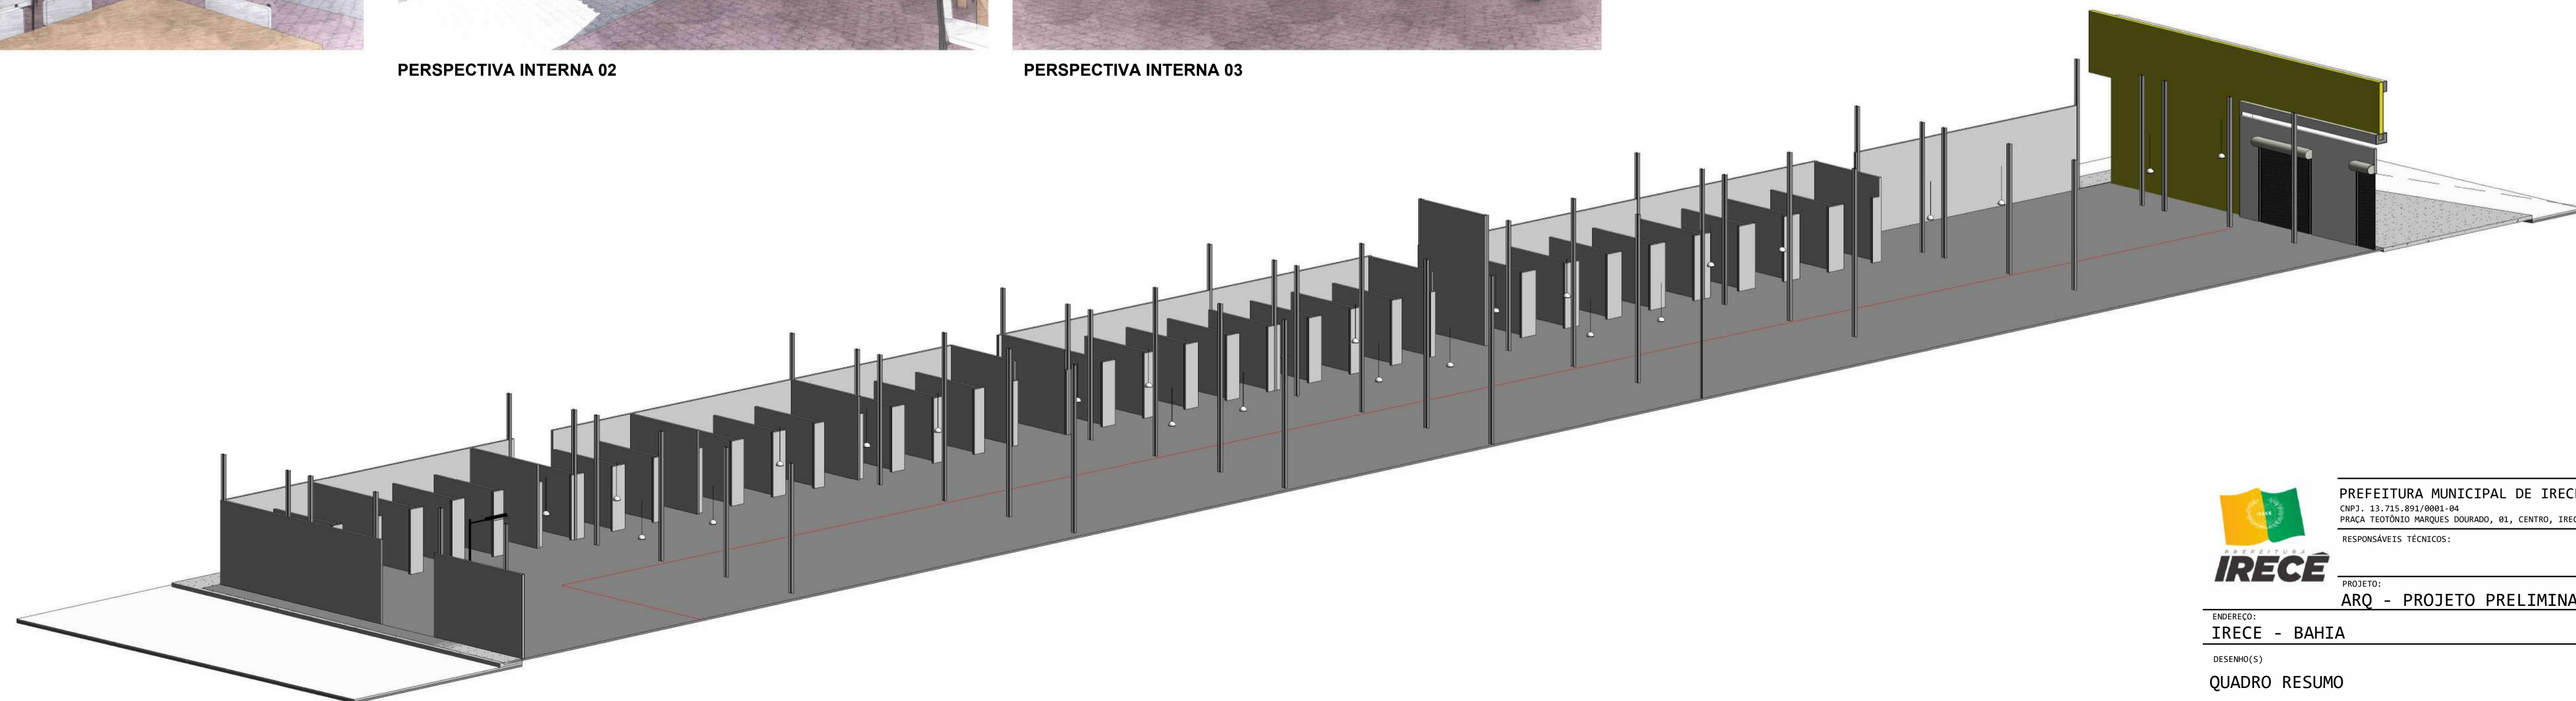 PERSPECTIVA INTERNA 02
PERSPECTIVA INTERNA 03
PREFEITURA MUNICIPAL DE IREC
CNPJ. 13.715.891/0001-04
PRAÇA TEOTÔNIO MARQUES DOURADO, 01, CENTRO, IREC
RESPONSÁVEIS TÉCNICOS:
PREFEITURA
IRECÊ
PROJETO:
ARQ - PROJETO PRELIMINA
ENDEREÇO:
IRECE - BAHIA
DESENHO(S)
QUADRO RESUMO